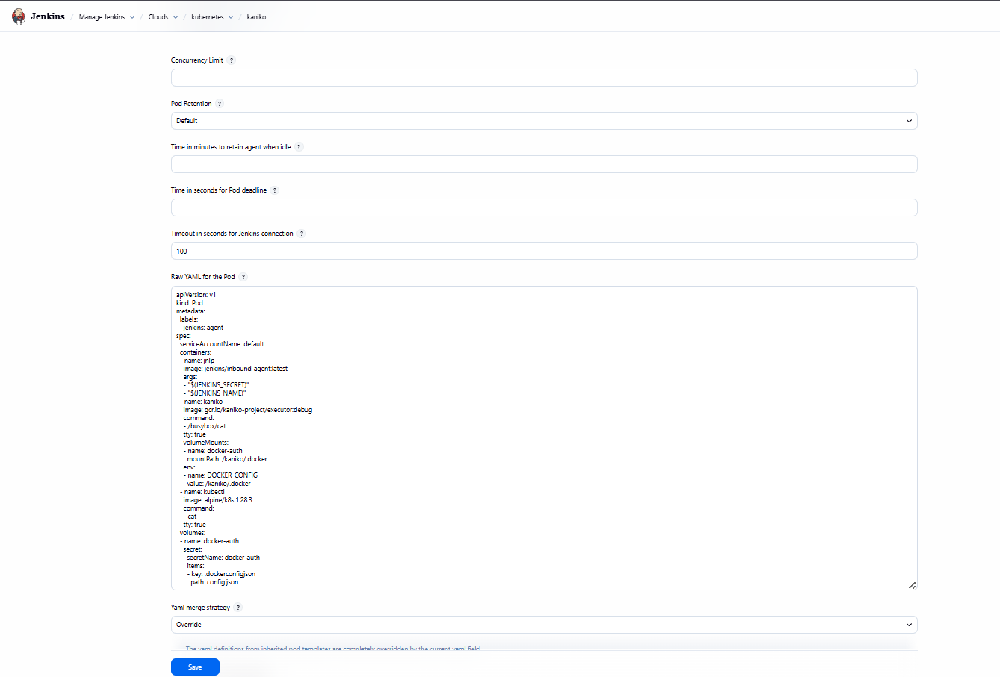 Jenkins / Manage Jenkins / Clouds / kubernetes / kaniko
Concurrency Limit ?
Pod Retention ?
Default
Time in minutes to retain agent when idle ?
Time in seconds for Pod deadline ?
Timeout in seconds for Jenkins connection ?
100
Raw YAML for the Pod ?
apiVersion: v1
kind: Pod
metadata:
  labels:
    jenkins: agent
spec:
  serviceAccountName: default
  containers:
  - name: jnlp
    image: jenkins/inbound-agent:latest
    args:
    - "$(JENKINS_SECRET)"
    - "$(JENKINS_NAME)"
  - name: kaniko
    image: gcr.io/kaniko-project/executor:debug
    command:
    - /busybox/cat
    tty: true
    volumeMounts:
    - name: docker-auth
      mountPath: /kaniko/.docker
    env:
    - name: DOCKER_CONFIG
      value: /kaniko/.docker
  - name: kubectl
    image: alpine/k8s:1.28.3
    command:
    - cat
    tty: true
  volumes:
  - name: docker-auth
    secret:
      secretName: docker-auth
      items:
      - key: .dockerconfigjson
        path: config.json
Yaml merge strategy ?
Override
The yaml definitions from inherited pod templates are completely overridden by the current yaml field.
Save